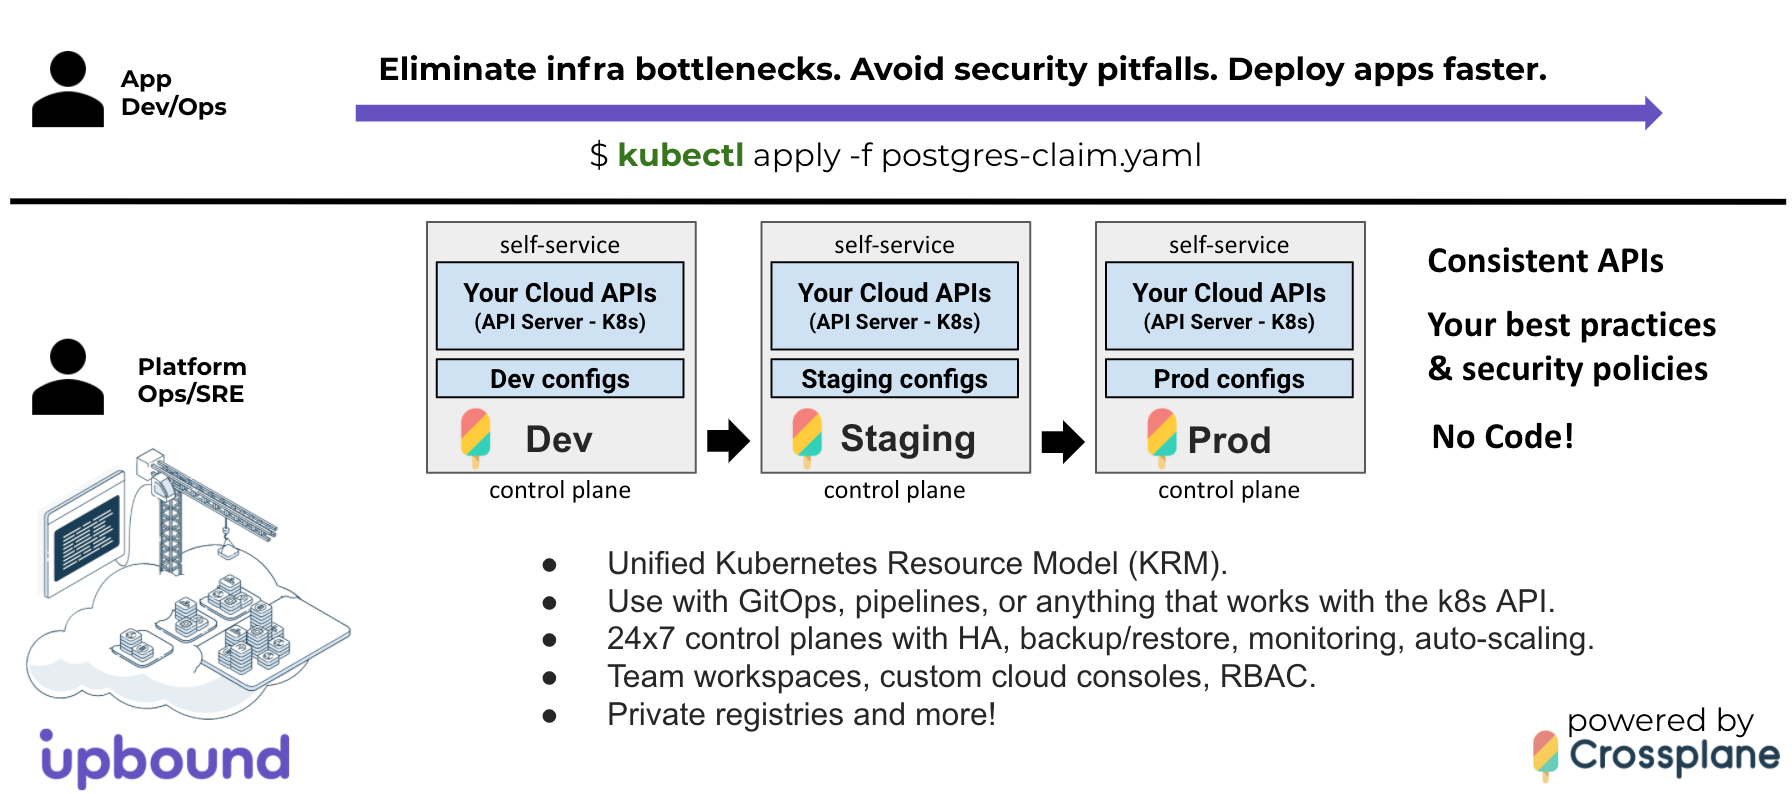 App
Dev/Ops
Eliminate infra bottlenecks. Avoid security pitfalls. Deploy apps faster.
$ kubectl apply -f postgres-claim.yaml
Platform
Ops/SRE
self-service
Your Cloud APIs
(API Server - K8s)
Dev configs
Dev
control plane
self-service
Your Cloud APIs
(API Server - K8s)
Staging configs
Staging
control plane
self-service
Your Cloud APIs
(API Server - K8s)
Prod configs
Prod
control plane
Consistent APIs
Your best practices
& security policies
No Code!
● Unified Kubernetes Resource Model (KRM).
● Use with GitOps, pipelines, or anything that works with the k8s API.
● 24x7 control planes with HA, backup/restore, monitoring, auto-scaling.
● Team workspaces, custom cloud consoles, RBAC.
● Private registries and more!
upbound
powered by
Crossplane